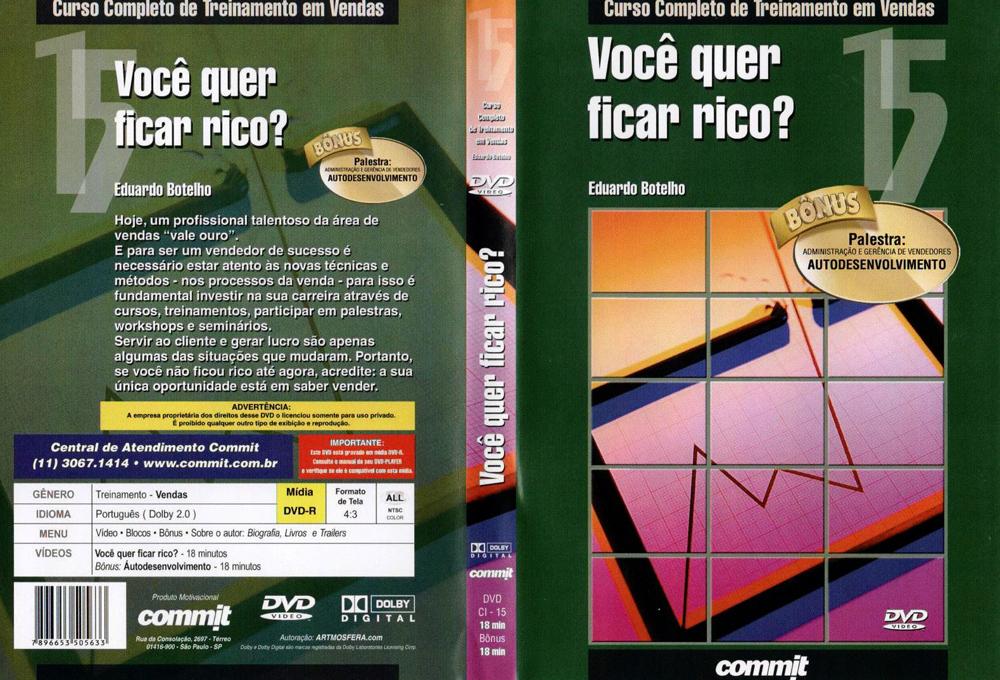 Curso Completo de Treinamento em Vendas
15
Você quer
ficar rico?
BÔNUS
Palestra:
ADMINISTRAÇÃO E GERÊNCIA DE VENDEDORES
AUTODESENVOLVIMENTO
Eduardo Botelho
Hoje, um profissional talentoso da área de
vendas “vale ouro”.
E para ser um vendedor de sucesso é
necessário estar atento às novas técnicas e
métodos - nos processos da venda - para isso é
fundamental investir na sua carreira através de
cursos, treinamentos, participar em palestras,
workshops e seminários.
Servir ao cliente e gerar lucro são apenas
algumas das situações que mudaram. Portanto,
se você não ficou rico até agora, acredite: a sua
única oportunidade está em saber vender.
ADVERTÊNCIA:
A empresa proprietária dos direitos desse DVD o licenciou somente para uso privado.
É proibido qualquer outro tipo de exibição e reprodução.
Central de Atendimento Commit
(11) 3067.1414 • www.commit.com.br
IMPORTANTE:
Este DVD está gravado em mídia DVD-R.
Consulte o manual do seu DVD-PLAYER
e verifique se ele é compatível com esta mídia.
GÊNERO Treinamento - Vendas
IDIOMA Português ( Dolby 2.0 )
Mídia
DVD-R
Formato
de Tela
4:3
ALL
NTSC
COLOR
MENU Vídeo • Blocos • Bônus • Sobre o autor: Biografia, Livros e Trailers
VÍDEOS Você quer ficar rico? - 18 minutos
Bônus: Autodesenvolvimento - 18 minutos
7896653505633
Produto Motivacional
commit
Rua da Consolação, 2697 - Térreo
01416-900 - São Paulo - SP
DVD
VIDEO
DOLBY
DIGITAL
Autoração: ARTMOSFERA.com
Dolby e Dolby Digital são marcas registradas da Dolby Laboratories Licensing Corp.
15
Curso
Completo
de Treinamento
em Vendas
Eduardo Botelho
DVD
VIDEO
Você quer ficar rico?
DOLBY
DIGITAL
commit
DVD
CI - 15
18 min
Bônus
18 min
Curso Completo de Treinamento em Vendas
15
Você quer
ficar rico?
Eduardo Botelho
BÔNUS
Palestra:
ADMINISTRAÇÃO E GERÊNCIA DE VENDEDORES
AUTODESENVOLVIMENTO
DVD
VIDEO
commit